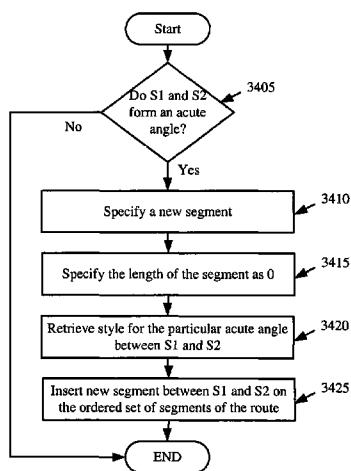 Start
Do S1 and S2
form an acute
angle?
3405
No
Yes
Specify a new segment
3410
Specify the length of the segment as 0
3415
Retrieve style for the particular acute angle
between S1 and S2
3420
Insert new segment between S1 and S2 on
the ordered set of segments of the route
3425
END